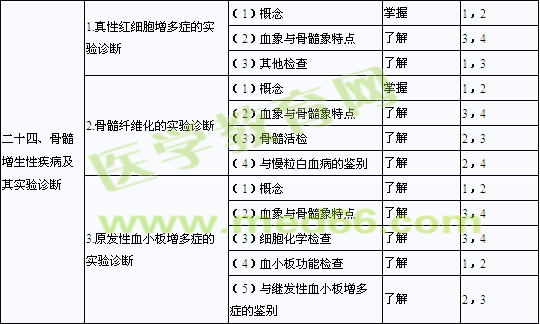 二十四、骨髓
增生性疾病及
其实验诊断
1.真性红细胞增多症的实
验诊断
（1）概念 掌握 1，2
（2）血象与骨髓象特点 了解 3，4
（3）其他检查 了解 1，3
2.骨髓纤维化的实验诊断
（1）概念 掌握 1，2
（2）血象与骨髓象特点 了解 3，4
（3）骨髓活检 了解 2，3
（4）与慢粒白血病的鉴别 了解 2，4
3.原发性血小板增多症的
实验诊断
（1）概念 了解 1，2
（2）血象与骨髓象特点 了解 3，4
（3）细胞化学检查 了解 3，4
（4）血小板功能检查 了解 1，2
（5）与继发性血小板增多
症的鉴别 了解 2，3
医学教育网
www.med66.com